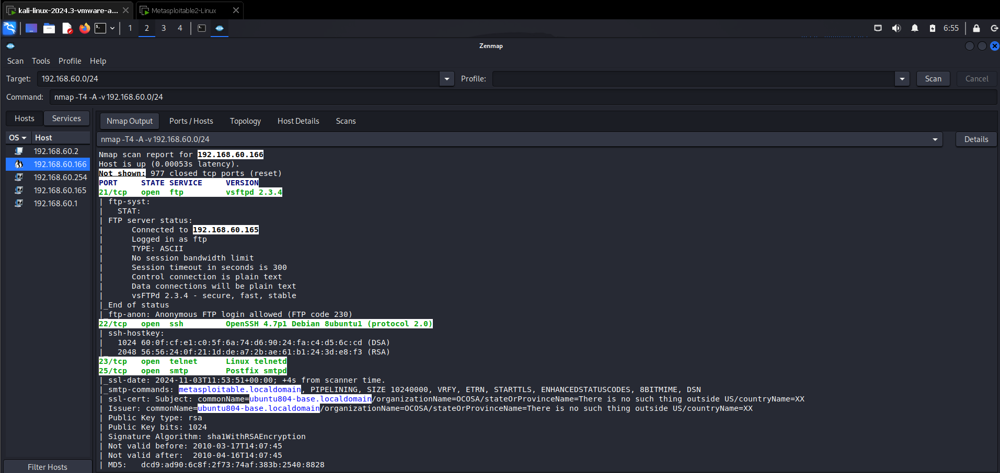 kali-linux-2024.3-vmware-a... Metasploitable2-Linux
1 2 3 4 6:55
Zenmap
Scan Tools Profile Help
Target: 192.168.60.0/24 Profile: Scan Cancel
Command: nmap -T4 -A -v 192.168.60.0/24
Hosts Services
Nmap Output Ports / Hosts Topology Host Details Scans
OS Host
nmap -T4 -A -v 192.168.60.0/24 Details
192.168.60.2
192.168.60.166
192.168.60.254
192.168.60.165
192.168.60.1
Filter Hosts
Nmap scan report for 192.168.60.166
Host is up (0.00053s latency).
Not shown: 977 closed tcp ports (reset)
PORT     STATE SERVICE     VERSION
21/tcp   open  ftp         vsftpd 2.3.4
| ftp-syst:
|   STAT:
| FTP server status:
|      Connected to 192.168.60.165
|      Logged in as ftp
|      TYPE: ASCII
|      No session bandwidth limit
|      Session timeout in seconds is 300
|      Control connection is plain text
|      Data connections will be plain text
|      vsFTPd 2.3.4 - secure, fast, stable
|_End of status
|_ftp-anon: Anonymous FTP login allowed (FTP code 230)
22/tcp   open  ssh         OpenSSH 4.7p1 Debian 8ubuntu1 (protocol 2.0)
| ssh-hostkey:
|   1024 60:0f:cf:e1:c0:5f:6a:74:d6:90:24:fa:c4:d5:6c:cd (DSA)
|_  2048 56:56:24:0f:21:1d:de:a7:2b:ae:61:b1:24:3d:e8:f3 (RSA)
23/tcp   open  telnet      Linux telnetd
25/tcp   open  smtp        Postfix smtpd
|_ssl-date: 2024-11-03T11:53:51+00:00; +4s from scanner time.
|_smtp-commands: metasploitable.localdomain, PIPELINING, SIZE 10240000, VRFY, ETRN, STARTTLS, ENHANCEDSTATUSCODES, 8BITMIME, DSN
| ssl-cert: Subject: commonName=ubuntu804-base.localdomain/organizationName=OCOSA/stateOrProvinceName=There is no such thing outside US/countryName=XX
| Issuer: commonName=ubuntu804-base.localdomain/organizationName=OCOSA/stateOrProvinceName=There is no such thing outside US/countryName=XX
| Public Key type: rsa
| Public Key bits: 1024
| Signature Algorithm: sha1WithRSAEncryption
| Not valid before: 2010-03-17T14:07:45
| Not valid after:  2010-04-16T14:07:45
| MD5:   dcd9:ad90:6c8f:2f73:74af:383b:2540:8828